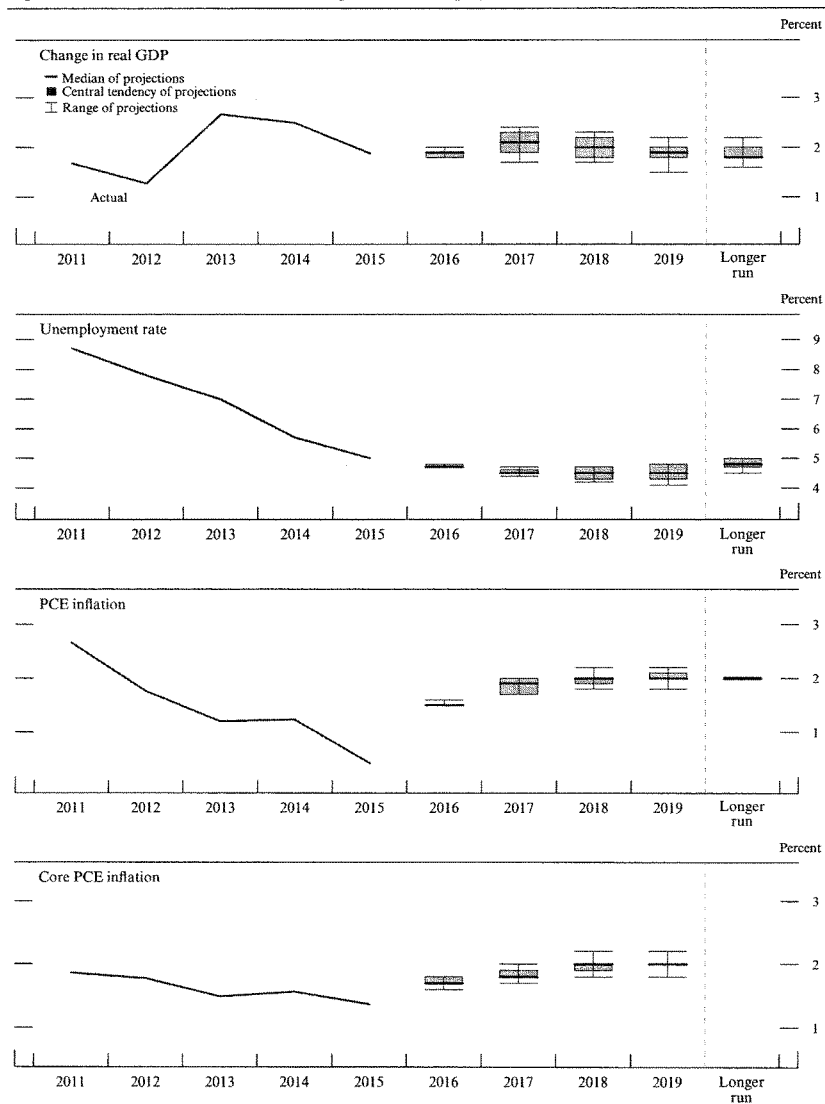 Percent
Change in real GDP
Median of projections
Central tendency of projections
Range of projections
3
2
Actual
1
2011 2012 2013 2014 2015 2016 2017 2018 2019 Longer run
Percent
Unemployment rate
9
8
7
6
5
4
2011 2012 2013 2014 2015 2016 2017 2018 2019 Longer run
Percent
PCE inflation
3
2
1
2011 2012 2013 2014 2015 2016 2017 2018 2019 Longer run
Percent
Core PCE inflation
3
2
1
2011 2012 2013 2014 2015 2016 2017 2018 2019 Longer run